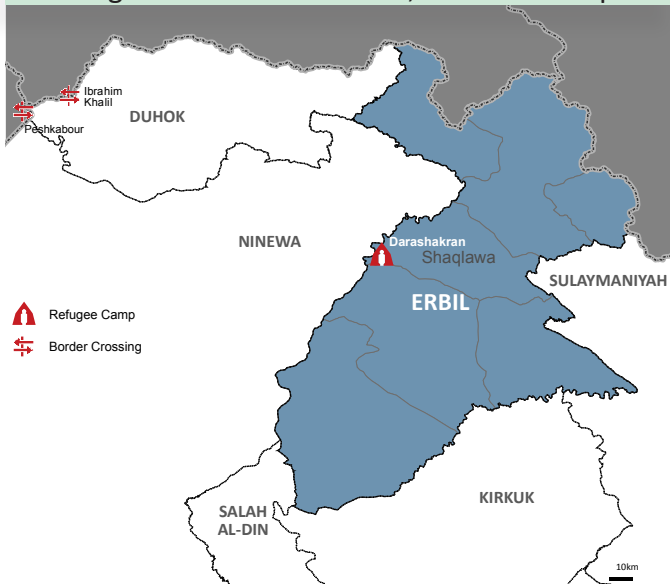 Ibrahim
Khalil
DUHOK
Peshkabour
NINEWA
Darashakran
Shaqlawa
SULAYMANIYAH
ERBIL
Refugee Camp
Border Crossing
KIRKUK
SALAH
AL-DIN
10km